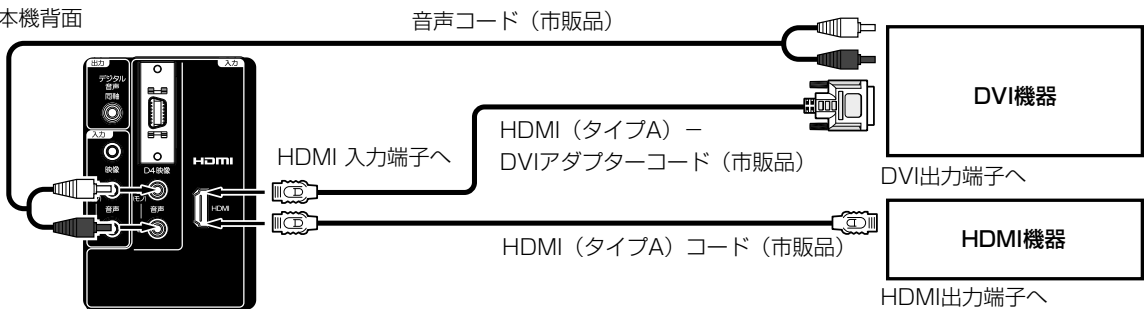 本機背面
音声コード（市販品）
出力
デジタル
音声
同軸
入力
入力
映像
D4映像
HDMI
音声
音声
HDMI
HDMI 入力端子へ
HDMI（タイプA）－
DVIアダプターコード（市販品）
DVI機器
DVI出力端子へ
HDMI（タイプA）コード（市販品）
HDMI機器
HDMI出力端子へ